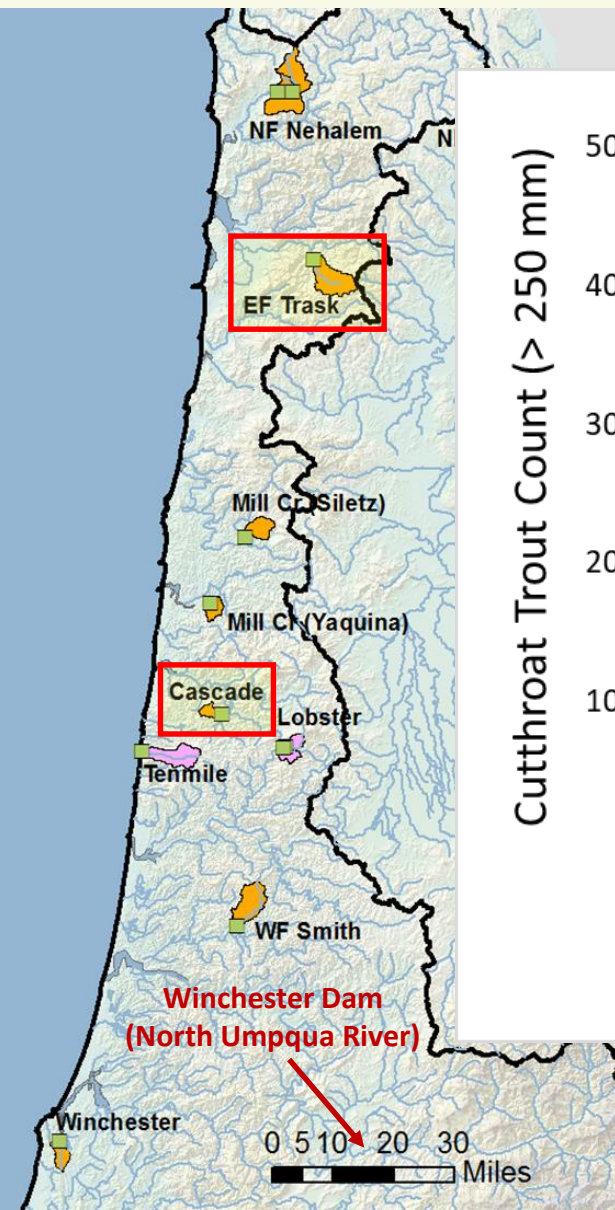 NF Nehalem
N
EF Trask
Mill Cr (Siletz)
Mill Cr (Yaquina)
Cascade
Lobster
Tenmile
WF Smith
Winchester Dam
(North Umpqua River)
Winchester
0 5 10 20 30
Miles
Cutthroat Trout Count (> 250 mm)
50
40
30
20
10